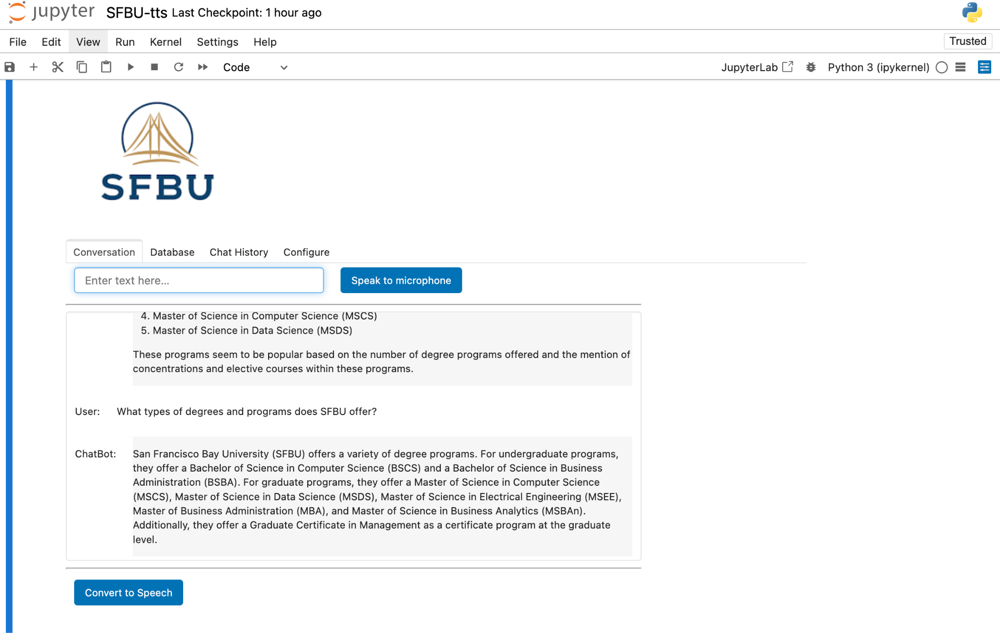 jupyter SFBU-tts Last Checkpoint: 1 hour ago
File Edit View Run Kernel Settings Help Trusted
Code JupyterLab Python 3 (ipykernel)
SFBU
Conversation Database Chat History Configure
Enter text here... Speak to microphone
4. Master of Science in Computer Science (MSCS)
5. Master of Science in Data Science (MSDS)
These programs seem to be popular based on the number of degree programs offered and the mention of
concentrations and elective courses within these programs.
User: What types of degrees and programs does SFBU offer?
ChatBot: San Francisco Bay University (SFBU) offers a variety of degree programs. For undergraduate programs,
they offer a Bachelor of Science in Computer Science (BSCS) and a Bachelor of Science in Business
Administration (BSBA). For graduate programs, they offer a Master of Science in Computer Science
(MSCS), Master of Science in Data Science (MSDS), Master of Science in Electrical Engineering (MSEE),
Master of Business Administration (MBA), and Master of Science in Business Analytics (MSBAn).
Additionally, they offer a Graduate Certificate in Management as a certificate program at the graduate
level.
Convert to Speech